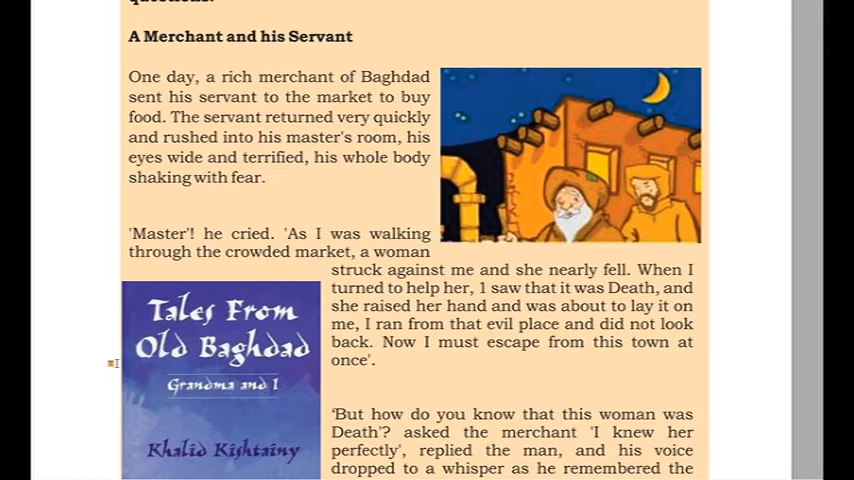 questions.
A Merchant and his Servant
One day, a rich merchant of Baghdad
sent his servant to the market to buy
food. The servant returned very quickly
and rushed into his master's room, his
eyes wide and terrified, his whole body
shaking with fear.
'Master'! he cried. 'As I was walking
through the crowded market, a woman
struck against me and she nearly fell. When I
turned to help her, 1 saw that it was Death, and
she raised her hand and was about to lay it on
me, I ran from that evil place and did not look
back. Now I must escape from this town at
once'.
Tales From
Old Baghdad
Grandma and I
Khalid Kishtainy
'But how do you know that this woman was
Death'? asked the merchant 'I knew her
perfectly', replied the man, and his voice
dropped to a whisper as he remembered the